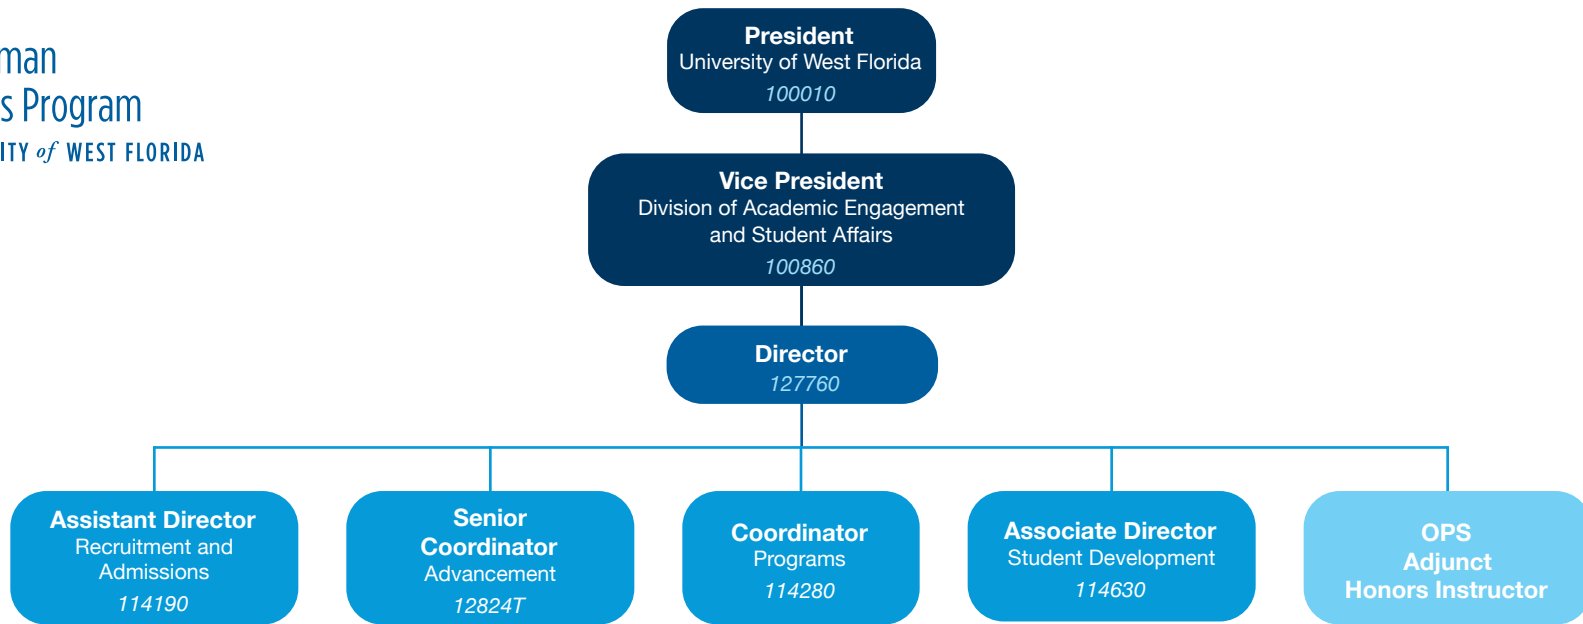 man
s Program
ITY of WEST FLORIDA
President
University of West Florida
100010
Vice President
Division of Academic Engagement
and Student Affairs
100860
Director
127760
Assistant Director
Recruitment and
Admissions
114190
Senior
Coordinator
Advancement
12824T
Coordinator
Programs
114280
Associate Director
Student Development
114630
OPS
Adjunct
Honors Instructor